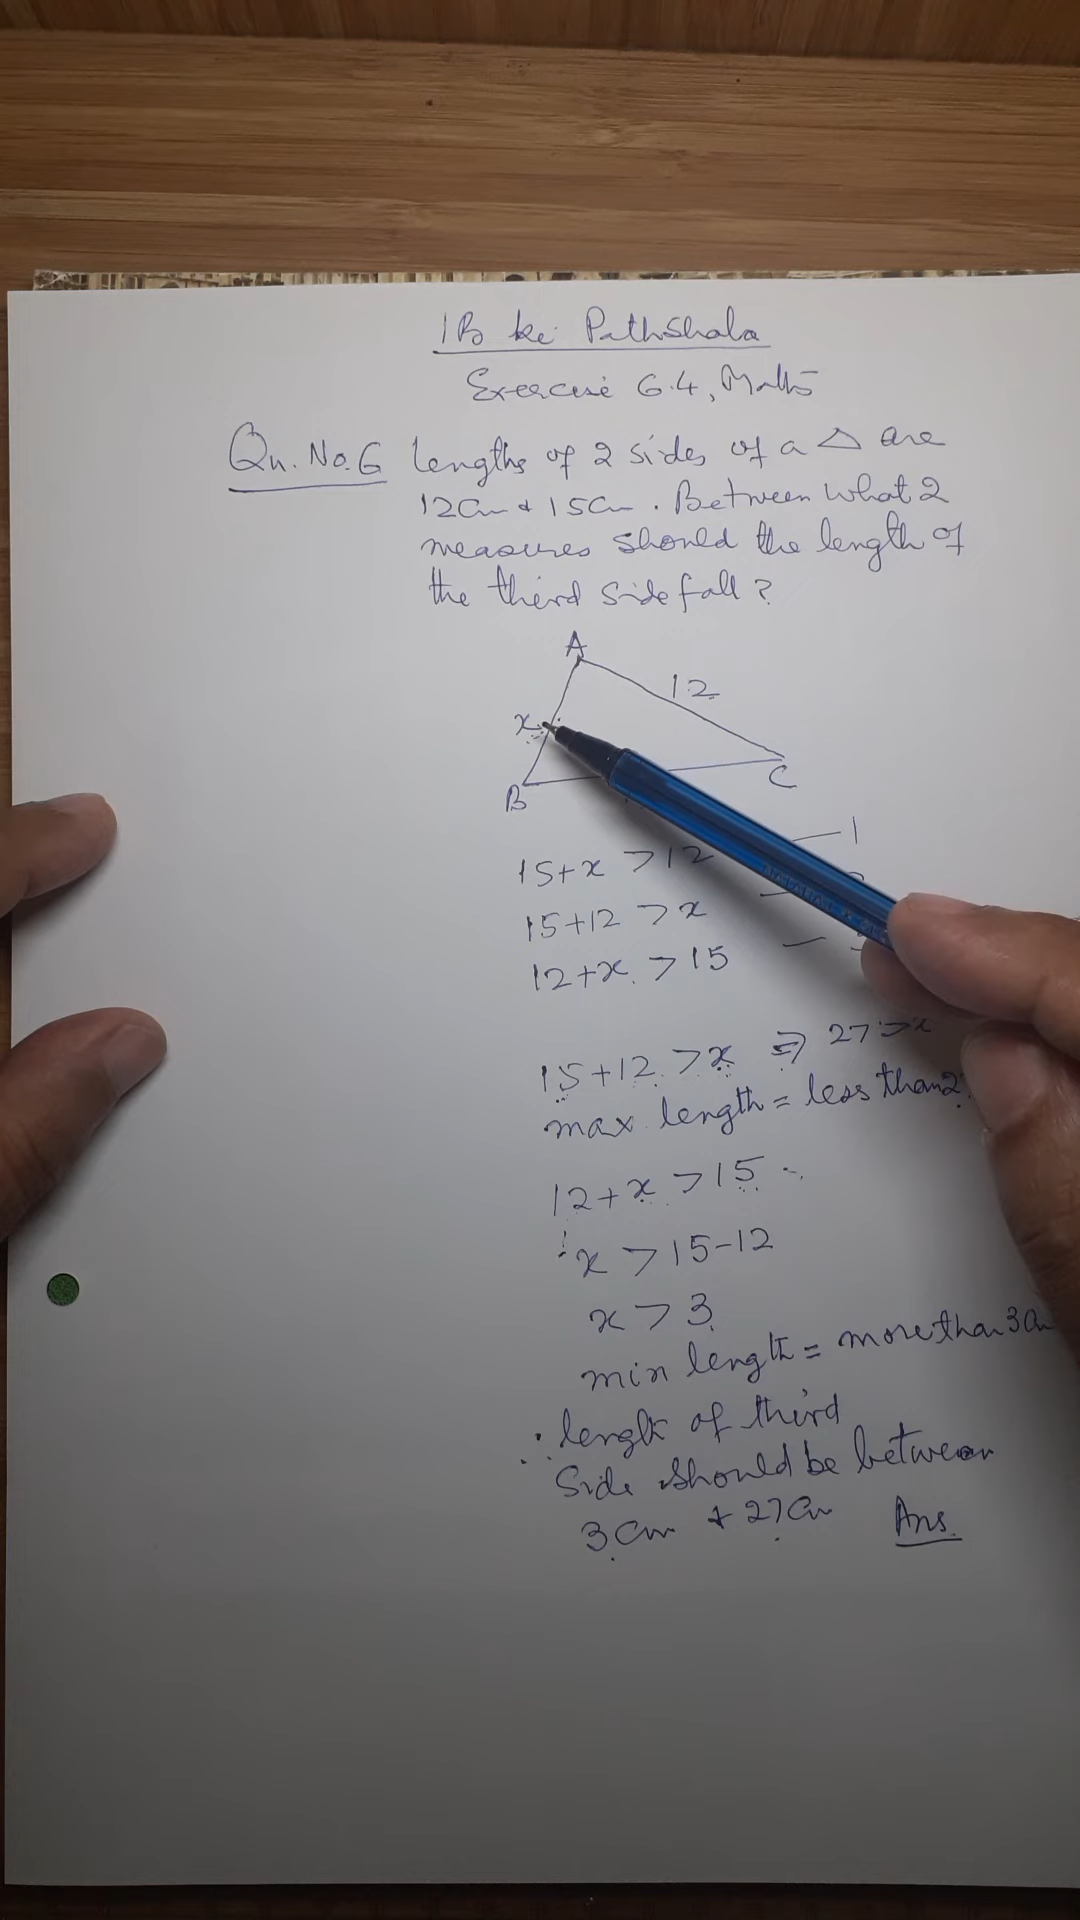 IB ki Pathshala
Exercise 6.4, Maths
Qn. No. 6 lengths of 2 sides of a △ are
12cm & 15cm. Between what 2
measures should the length of
the third side fall?
A
12
x
B
C
15+x > 12 — 1
15+12 > x —
12+x > 15 —
15+12 > x ⇒ 27 > x
max length = less than
12+x > 15
x > 15-12
x > 3
min length = more than 3cm
∴ length of third
side should be between
3cm & 27cm Ans.